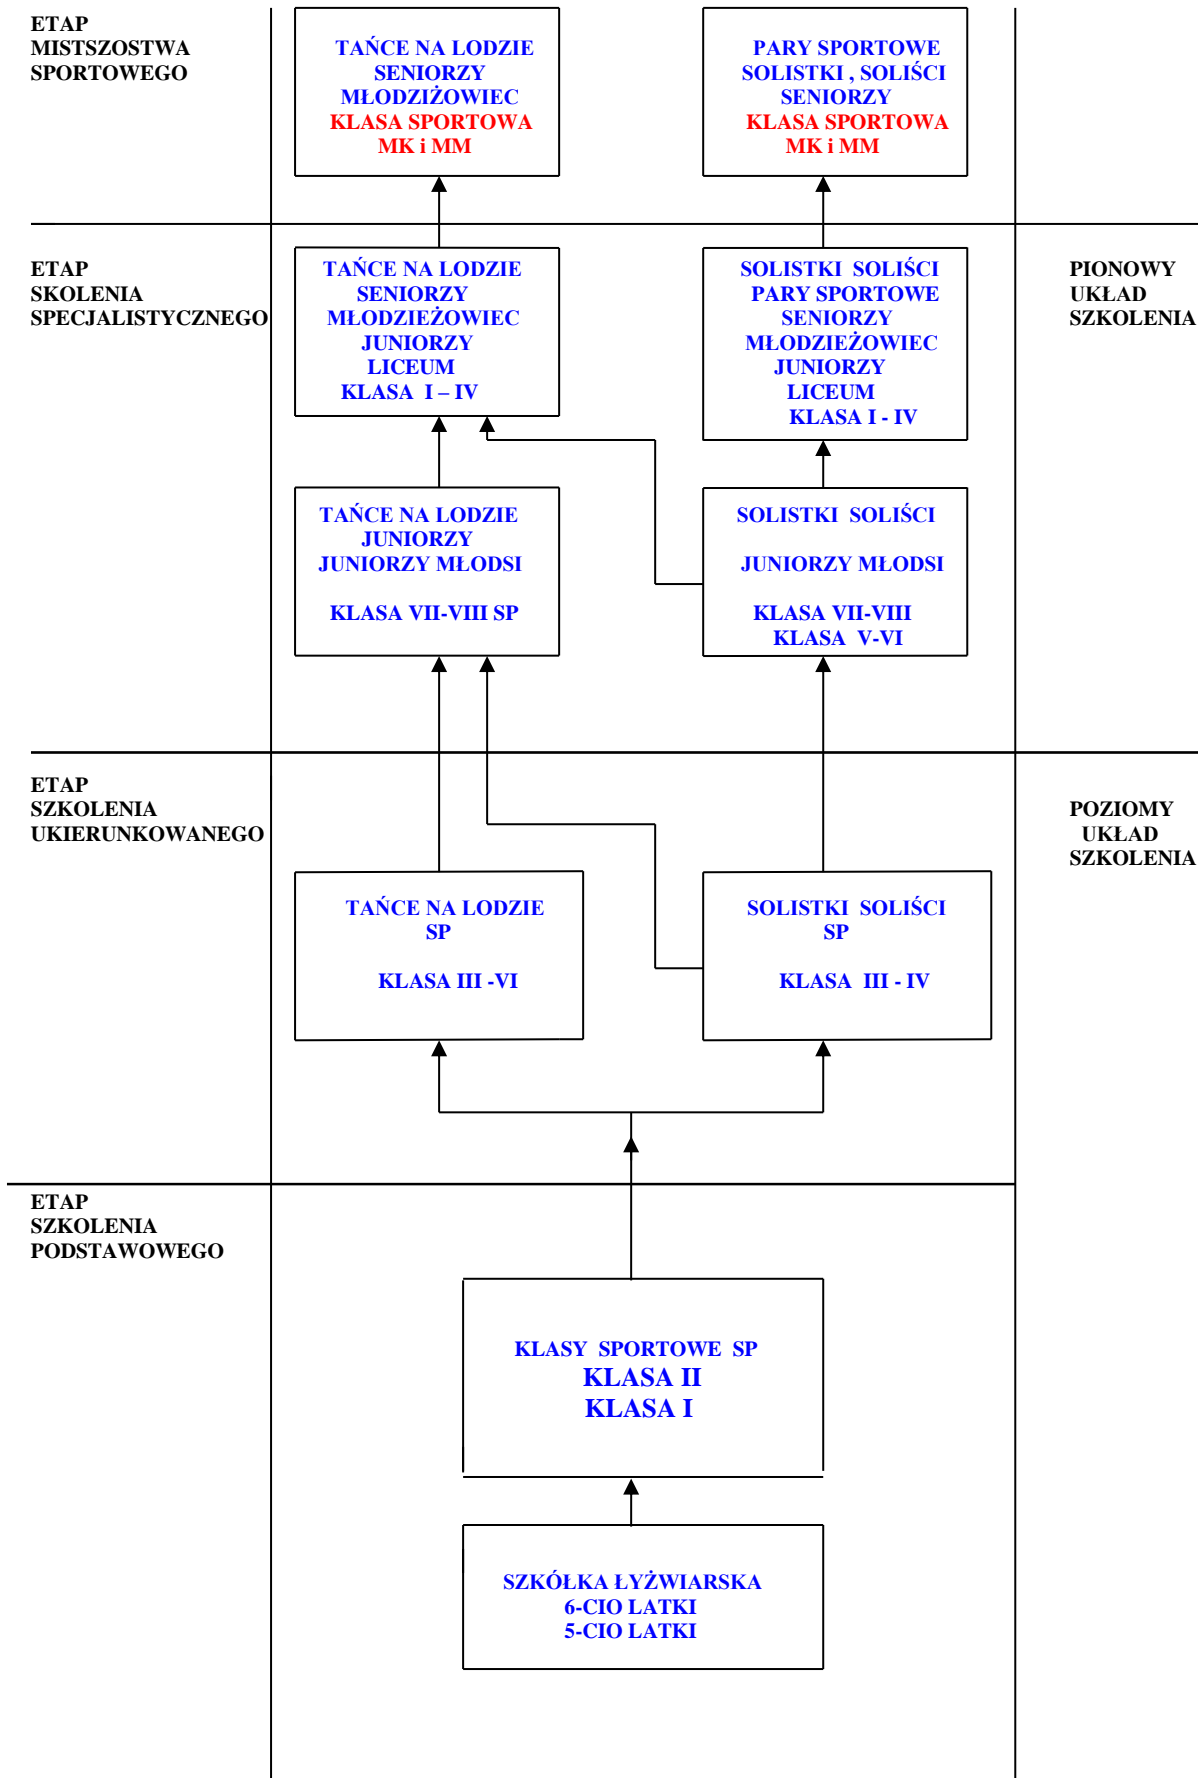 ETAP
MISTSZOSTWA
SPORTOWEGO
TAŃCE NA LODZIE
SENIORZY
MŁODZIŻOWIEC
KLASA SPORTOWA
MK i MM
PARY SPORTOWE
SOLISTKI , SOLIŚCI
SENIORZY
KLASA SPORTOWA
MK i MM
ETAP
SKOLENIA
SPECJALISTYCZNEGO
TAŃCE NA LODZIE
SENIORZY
MŁODZIEŻOWIEC
JUNIORZY
LICEUM
KLASA I – IV
SOLISTKI SOLIŚCI
PARY SPORTOWE
SENIORZY
MŁODZIEŻOWIEC
JUNIORZY
LICEUM
KLASA I - IV
PIONOWY
UKŁAD
SZKOLENIA
TAŃCE NA LODZIE
JUNIORZY
JUNIORZY MŁODSI
KLASA VII-VIII SP
SOLISTKI SOLIŚCI
JUNIORZY MŁODSI
KLASA VII-VIII
KLASA V-VI
ETAP
SZKOLENIA
UKIERUNKOWANEGO
POZIOMY
UKŁAD
SZKOLENIA
TAŃCE NA LODZIE
SP
KLASA III -VI
SOLISTKI SOLIŚCI
SP
KLASA III - IV
ETAP
SZKOLENIA
PODSTAWOWEGO
KLASY SPORTOWE SP
KLASA II
KLASA I
SZKÓŁKA ŁYŻWIARSKA
6-CIO LATKI
5-CIO LATKI